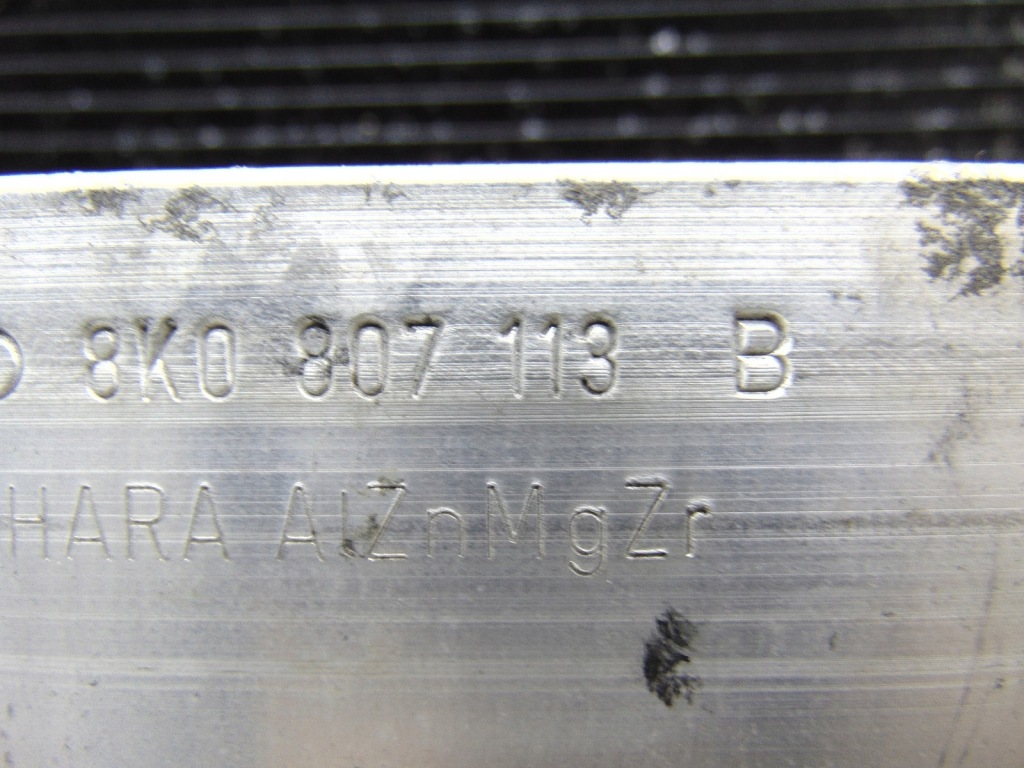 8K0 807 113 B
HARA AlZnMgZr